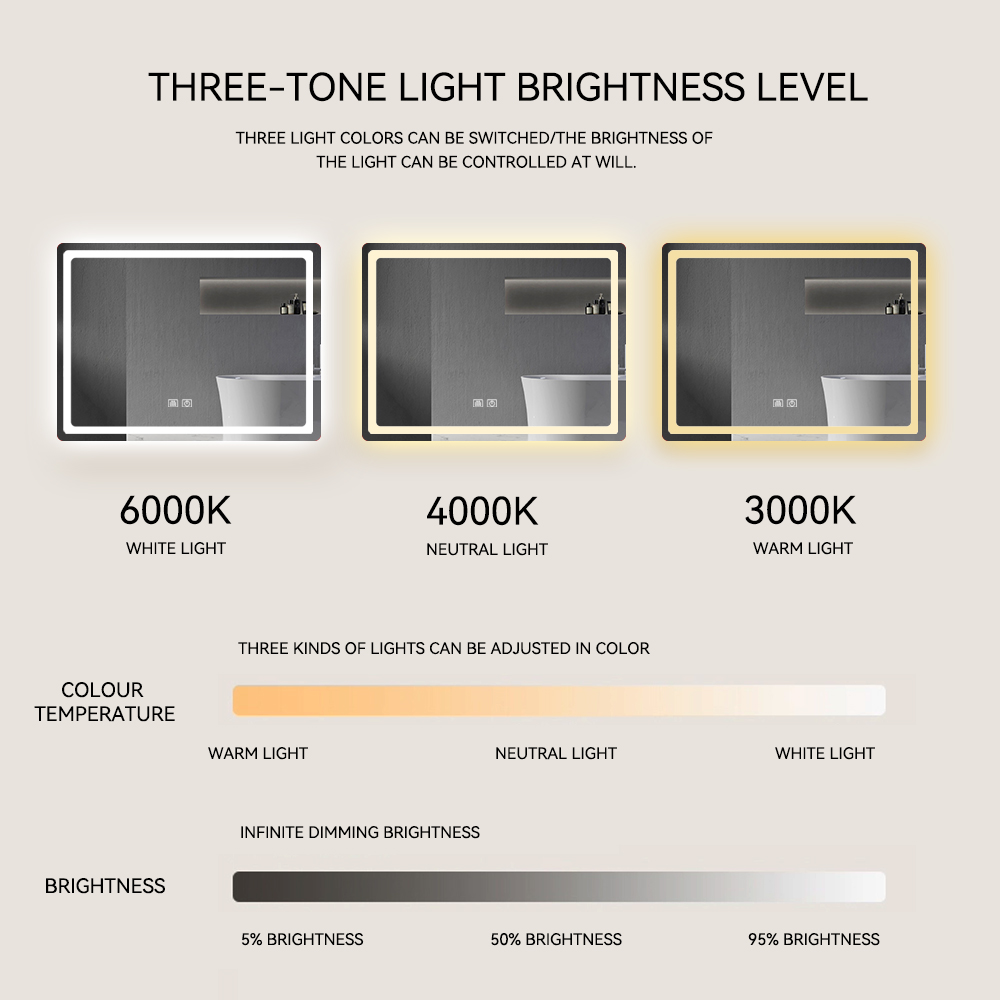 THREE-TONE LIGHT BRIGHTNESS LEVEL
THREE LIGHT COLORS CAN BE SWITCHED/THE BRIGHTNESS OF
THE LIGHT CAN BE CONTROLLED AT WILL.
6000K
WHITE LIGHT
4000K
NEUTRAL LIGHT
3000K
WARM LIGHT
THREE KINDS OF LIGHTS CAN BE ADJUSTED IN COLOR
COLOUR
TEMPERATURE
WARM LIGHT
NEUTRAL LIGHT
WHITE LIGHT
INFINITE DIMMING BRIGHTNESS
BRIGHTNESS
5% BRIGHTNESS
50% BRIGHTNESS
95% BRIGHTNESS